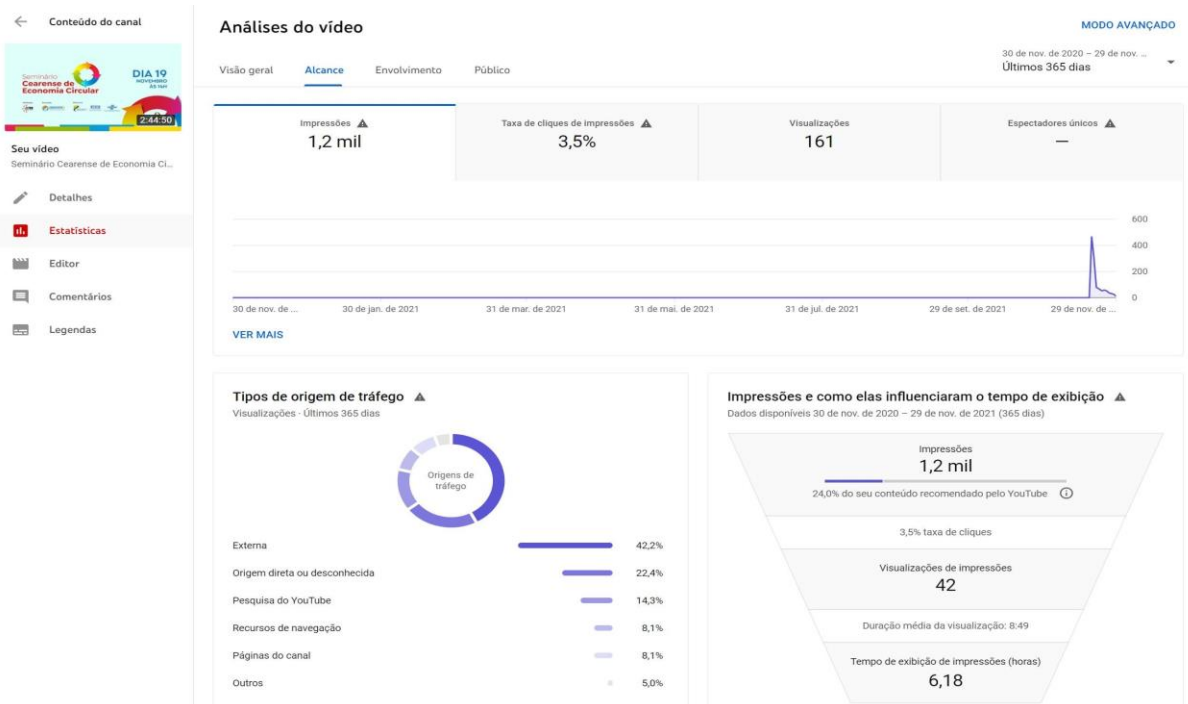 Conteúdo do canal
Seminário
Cearense de
Economia Circular
DIA 19
NOVEMBRO
ÀS 16H
2:44:50
Seu vídeo
Seminário Cearense de Economia Ci...
Detalhes
Estatísticas
Editor
Comentários
Legendas
Análises do vídeo
MODO AVANÇADO
Visão geral
Alcance
Envolvimento
Público
30 de nov. de 2020 – 29 de nov. ...
Últimos 365 dias
Impressões
1,2 mil
Taxa de cliques de impressões
3,5%
Visualizações
161
Espectadores únicos
—
600
400
200
0
30 de nov. de ...
30 de jan. de 2021
31 de mar. de 2021
31 de mai. de 2021
31 de jul. de 2021
29 de set. de 2021
29 de nov. de ...
VER MAIS
Tipos de origem de tráfego
Visualizações · Últimos 365 dias
Origens de
tráfego
Externa 42,2%
Origem direta ou desconhecida 22,4%
Pesquisa do YouTube 14,3%
Recursos de navegação 8,1%
Páginas do canal 8,1%
Outros 5,0%
Impressões e como elas influenciaram o tempo de exibição
Dados disponíveis 30 de nov. de 2020 – 29 de nov. de 2021 (365 dias)
Impressões
1,2 mil
24,0% do seu conteúdo recomendado pelo YouTube
3,5% taxa de cliques
Visualizações de impressões
42
Duração média da visualização: 8:49
Tempo de exibição de impressões (horas)
6,18